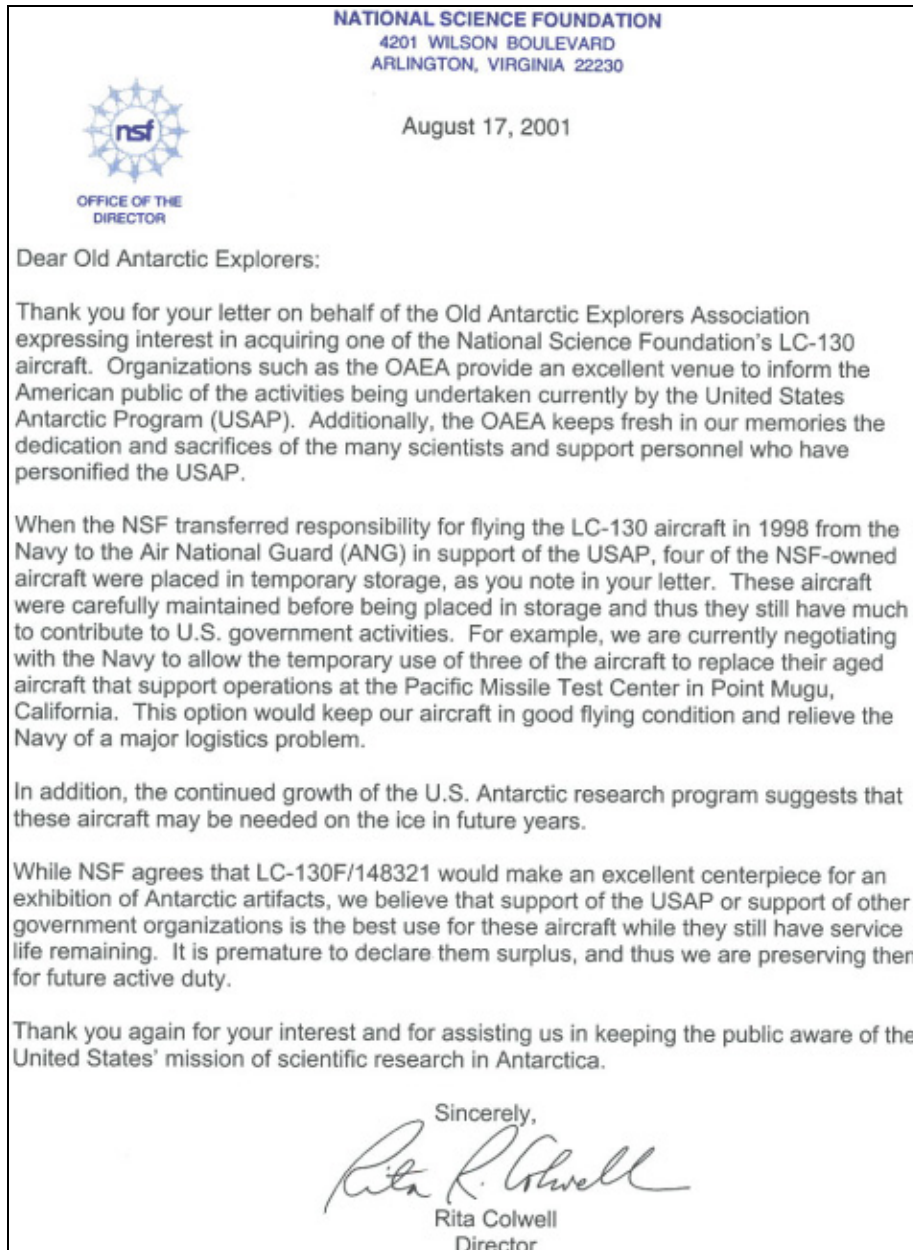 NATIONAL SCIENCE FOUNDATION
4201 WILSON BOULEVARD
ARLINGTON, VIRGINIA 22230
nsf
August 17, 2001
OFFICE OF THE
DIRECTOR
Dear Old Antarctic Explorers:
Thank you for your letter on behalf of the Old Antarctic Explorers Association
expressing interest in acquiring one of the National Science Foundation's LC-130
aircraft. Organizations such as the OAEA provide an excellent venue to inform the
American public of the activities being undertaken currently by the United States
Antarctic Program (USAP). Additionally, the OAEA keeps fresh in our memories the
dedication and sacrifices of the many scientists and support personnel who have
personified the USAP.
When the NSF transferred responsibility for flying the LC-130 aircraft in 1998 from the
Navy to the Air National Guard (ANG) in support of the USAP, four of the NSF-owned
aircraft were placed in temporary storage, as you note in your letter. These aircraft
were carefully maintained before being placed in storage and thus they still have much
to contribute to U.S. government activities. For example, we are currently negotiating
with the Navy to allow the temporary use of three of the aircraft to replace their aged
aircraft that support operations at the Pacific Missile Test Center in Point Mugu,
California. This option would keep our aircraft in good flying condition and relieve the
Navy of a major logistics problem.
In addition, the continued growth of the U.S. Antarctic research program suggests that
these aircraft may be needed on the ice in future years.
While NSF agrees that LC-130F/148321 would make an excellent centerpiece for an
exhibition of Antarctic artifacts, we believe that support of the USAP or support of other
government organizations is the best use for these aircraft while they still have service
life remaining. It is premature to declare them surplus, and thus we are preserving them
for future active duty.
Thank you again for your interest and for assisting us in keeping the public aware of the
United States' mission of scientific research in Antarctica.
Sincerely,
Rita R. Colwell
Rita Colwell
Director